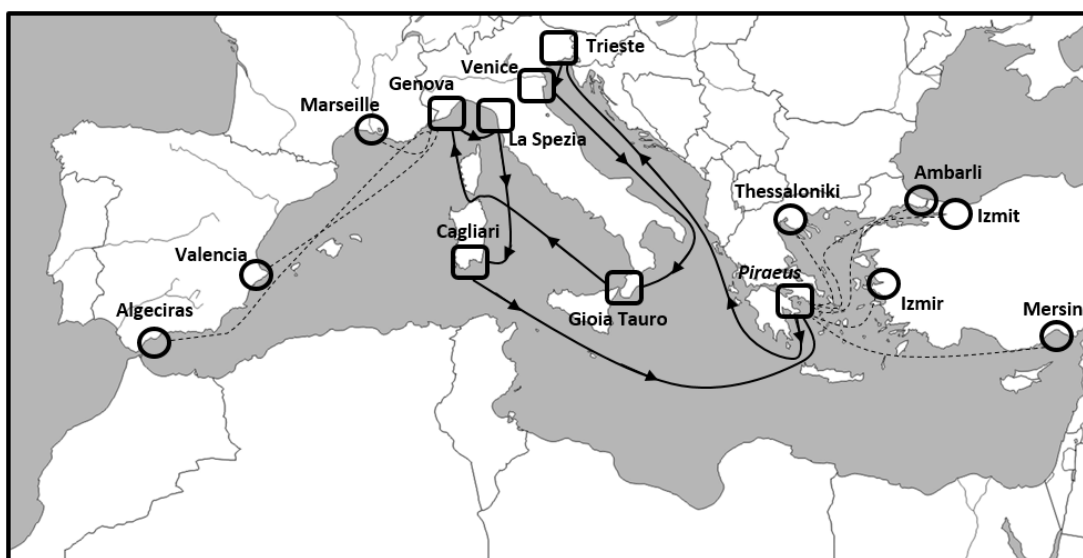 Trieste
Venice
Genova
Marseille
La Spezia
Ambarli
Thessaloniki
Izmit
Cagliari
Valencia
Piraeus
Izmir
Algeciras
Gioia Tauro
Mersin